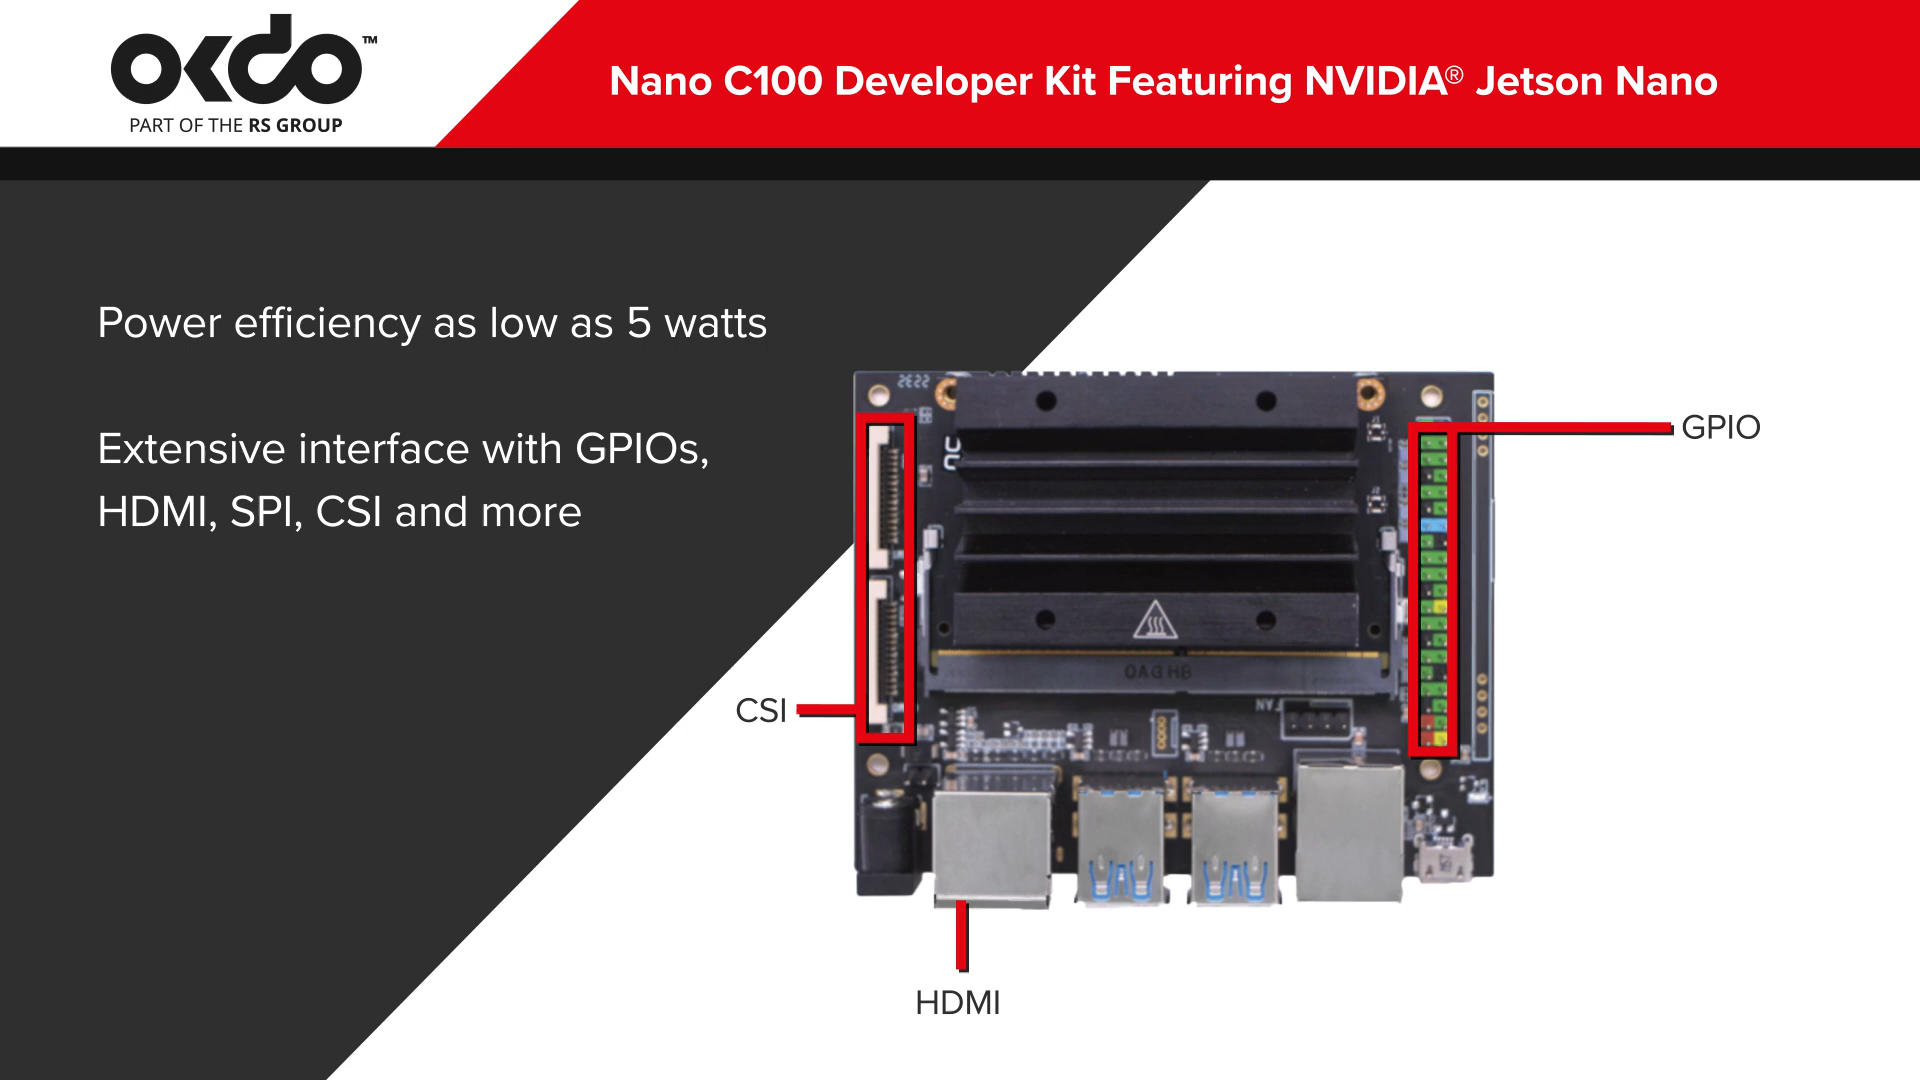 okdo™
PART OF THE RS GROUP
Nano C100 Developer Kit Featuring NVIDIA® Jetson Nano
Power efficiency as low as 5 watts
Extensive interface with GPIOs,
HDMI, SPI, CSI and more
GPIO
CSI
HDMI
FAN